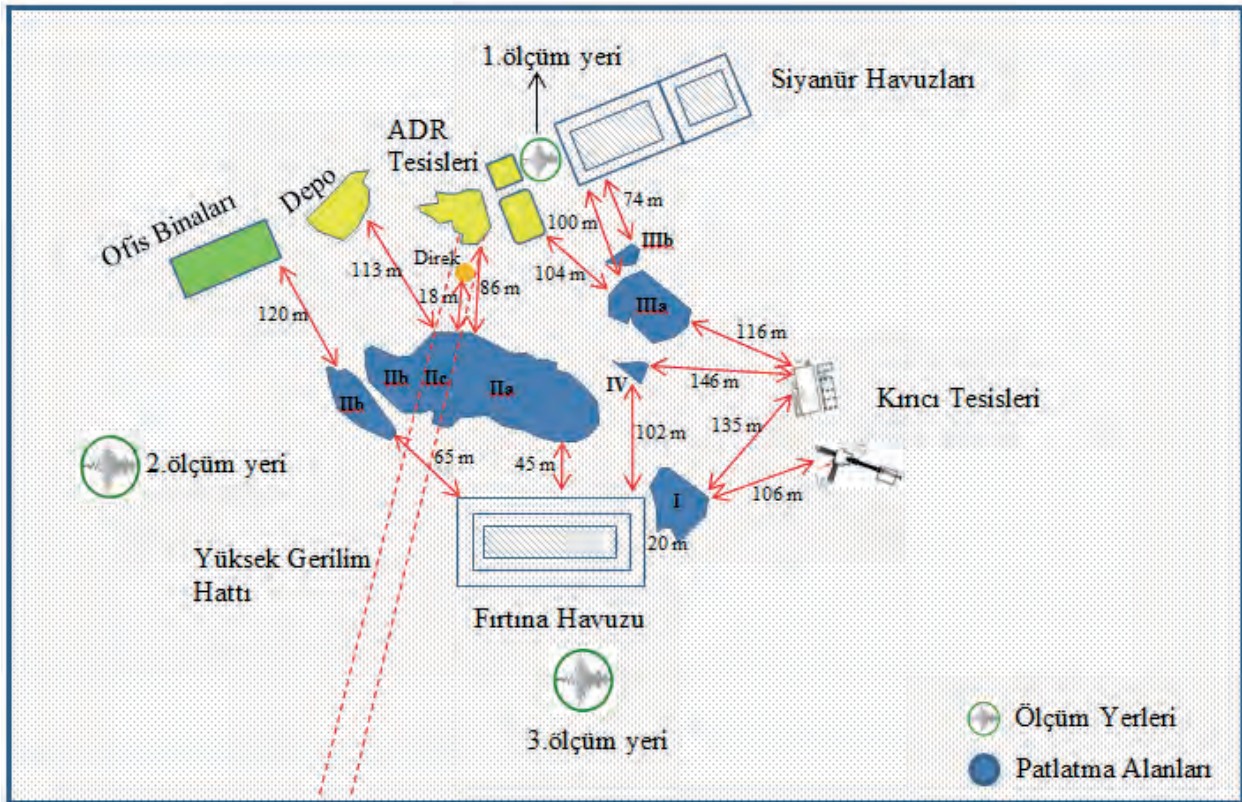 1.ölçüm yeri
Siyanür Havuzları
ADR
Tesisleri
Depo
Ofis Binaları
74 m
100 m
IIIb
Direk
104 m
113 m
18 m
86 m
IIIa
120 m
116 m
IIb
IIc
IIa
IV
146 m
IIb
Kırıcı Tesisleri
135 m
102 m
2.ölçüm yeri
65 m
45 m
I
106 m
20 m
Yüksek Gerilim
Hattı
Fırtına Havuzu
3.ölçüm yeri
Ölçüm Yerleri
Patlatma Alanları